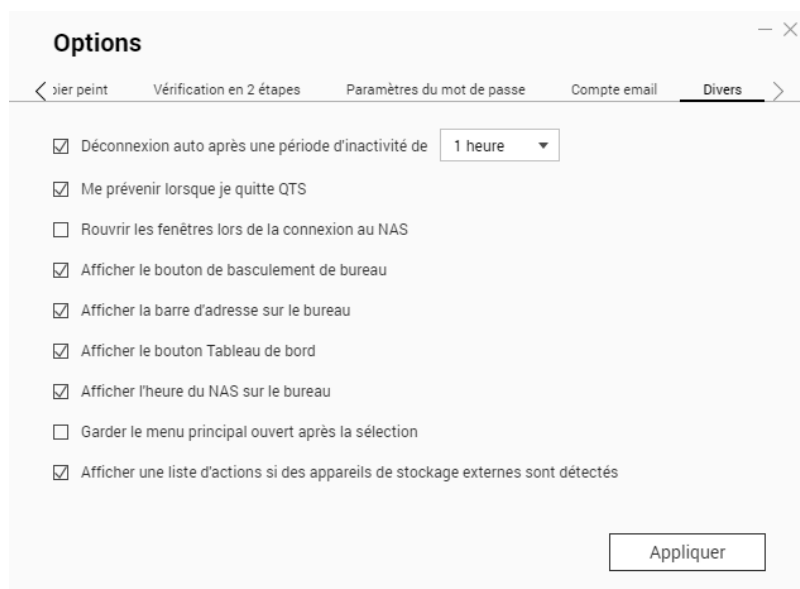 Options
pier peint Vérification en 2 étapes Paramètres du mot de passe Compte email Divers
Déconnexion auto après une période d'inactivité de 1 heure
Me prévenir lorsque je quitte QTS
Rouvrir les fenêtres lors de la connexion au NAS
Afficher le bouton de basculement de bureau
Afficher la barre d'adresse sur le bureau
Afficher le bouton Tableau de bord
Afficher l'heure du NAS sur le bureau
Garder le menu principal ouvert après la sélection
Afficher une liste d'actions si des appareils de stockage externes sont détectés
Appliquer